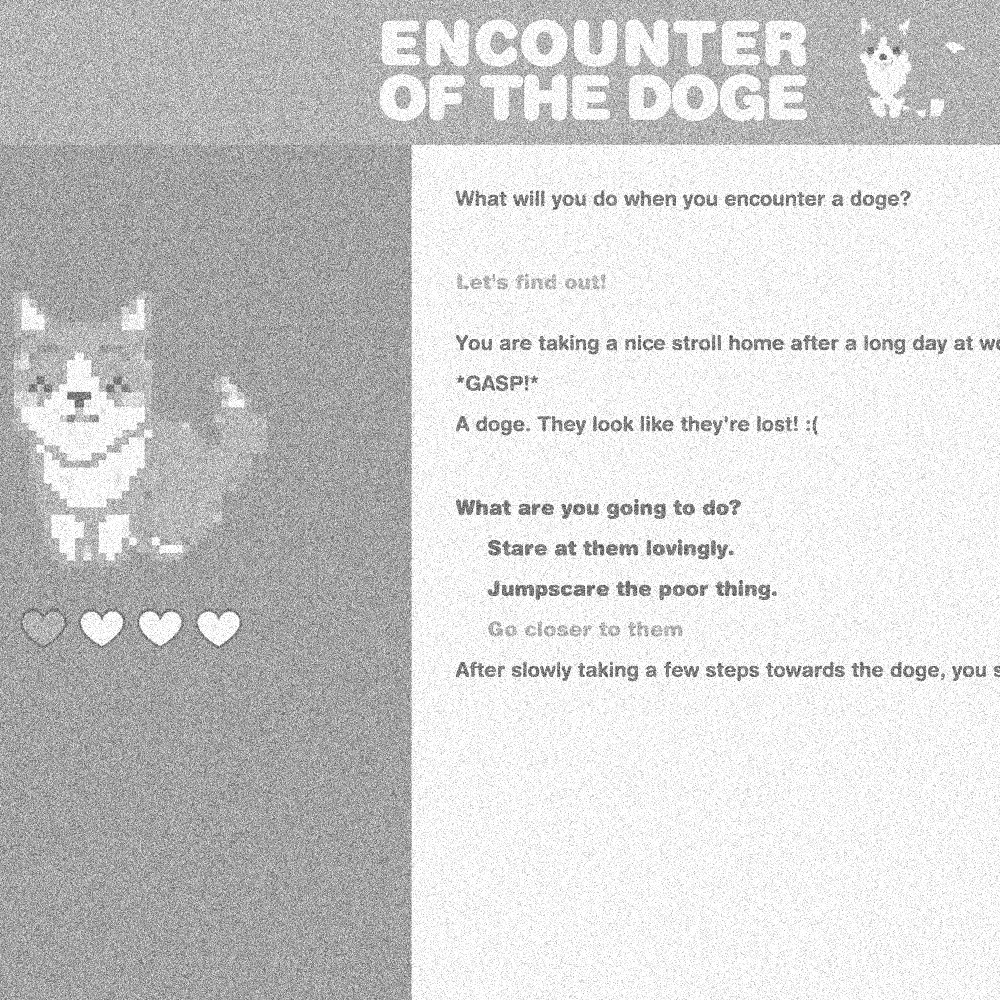 ENCOUNTER
OF THE DOGE
What will you do when you encounter a doge?
Let's find out!
You are taking a nice stroll home after a long day at
*GASP!*
A doge. They look like they're lost! :(
What are you going to do?
Stare at them lovingly.
Jumpscare the poor thing.
Go closer to them
After slowly taking a few steps towards the doge, you